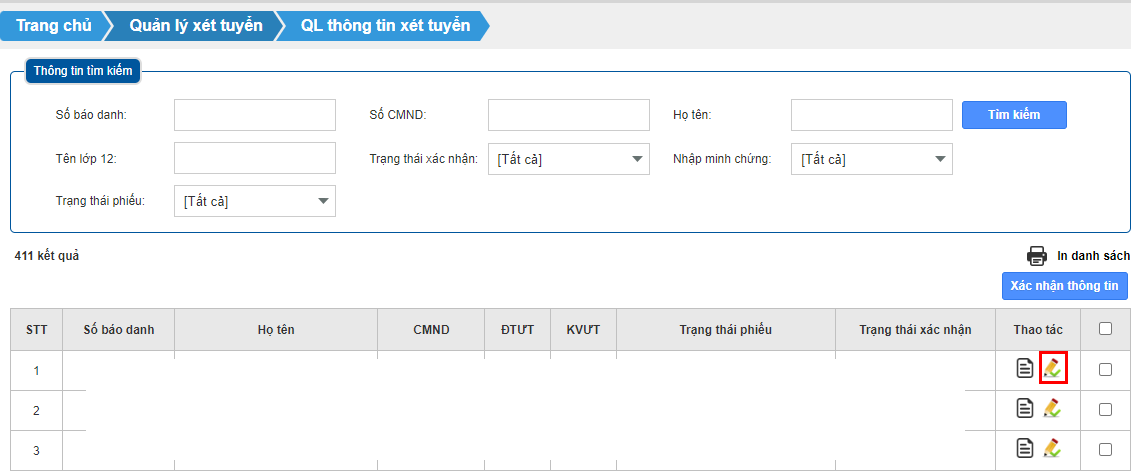 Trang chủ Quản lý xét tuyển QL thông tin xét tuyển
Thông tin tìm kiếm
Số báo danh: Số CMND: Họ tên: Tìm kiếm
Tên lớp 12: Trạng thái xác nhận: [Tất cả] Nhập minh chứng: [Tất cả]
Trạng thái phiếu: [Tất cả]
411 kết quả In danh sách
Xác nhận thông tin
STT Số báo danh Họ tên CMND ĐTƯT KVƯT Trạng thái phiếu Trạng thái xác nhận Thao tác
1
2
3